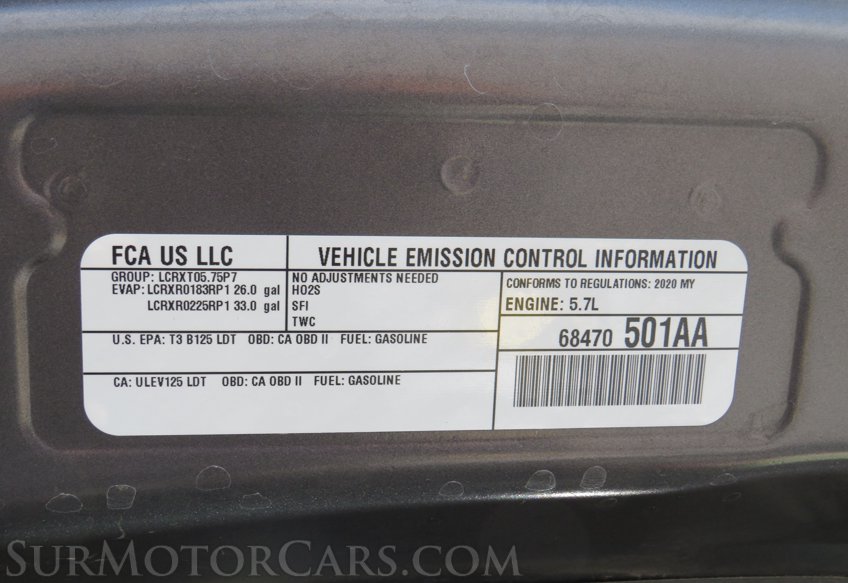 FCA US LLC
VEHICLE EMISSION CONTROL INFORMATION
GROUP: LCRXT05.75P7
EVAP: LCRXR0183RP1 26.0 gal
LCRXR0225RP1 33.0 gal
NO ADJUSTMENTS NEEDED
HO2S
SFI
TWC
CONFORMS TO REGULATIONS: 2020 MY
ENGINE: 5.7L
U.S. EPA: T3 B125 LDT OBD: CA OBD II FUEL: GASOLINE
68470 501AA
CA: ULEV125 LDT OBD: CA OBD II FUEL: GASOLINE
SURMOTORCARS.COM